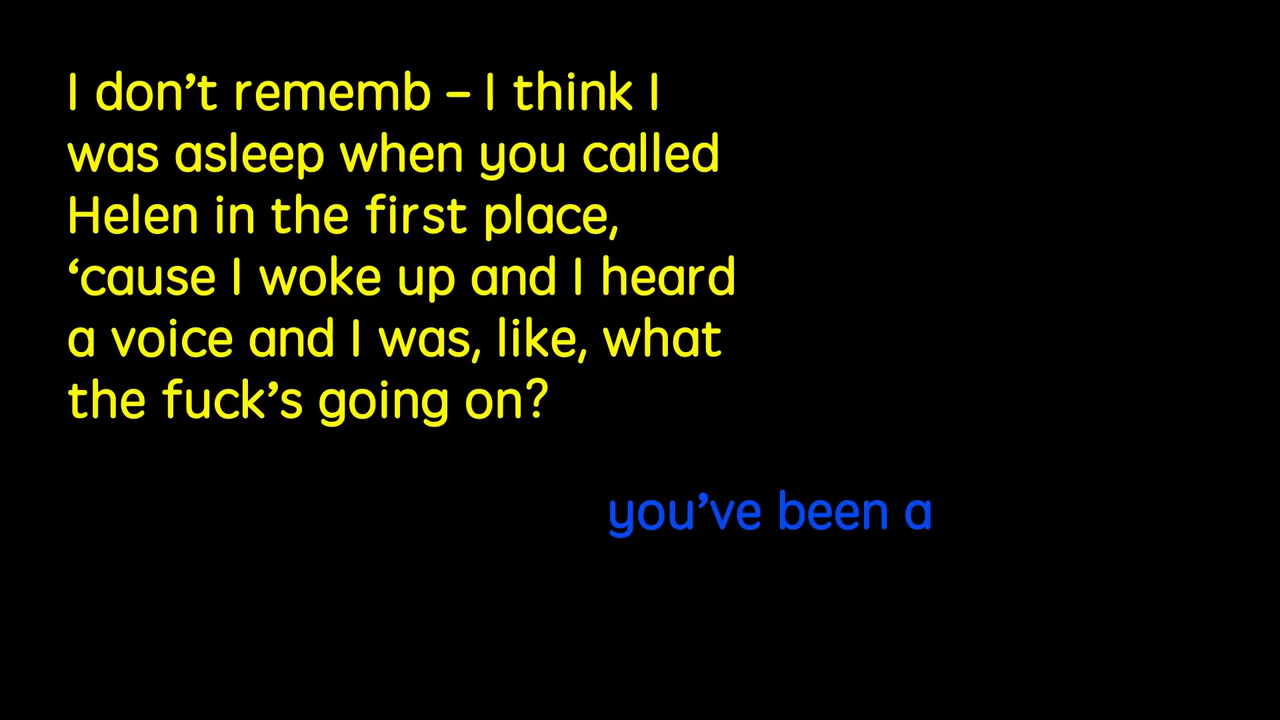 I don’t rememb – I think I
was asleep when you called
Helen in the first place,
‘cause I woke up and I heard
a voice and I was, like, what
the fuck’s going on?
you’ve been a